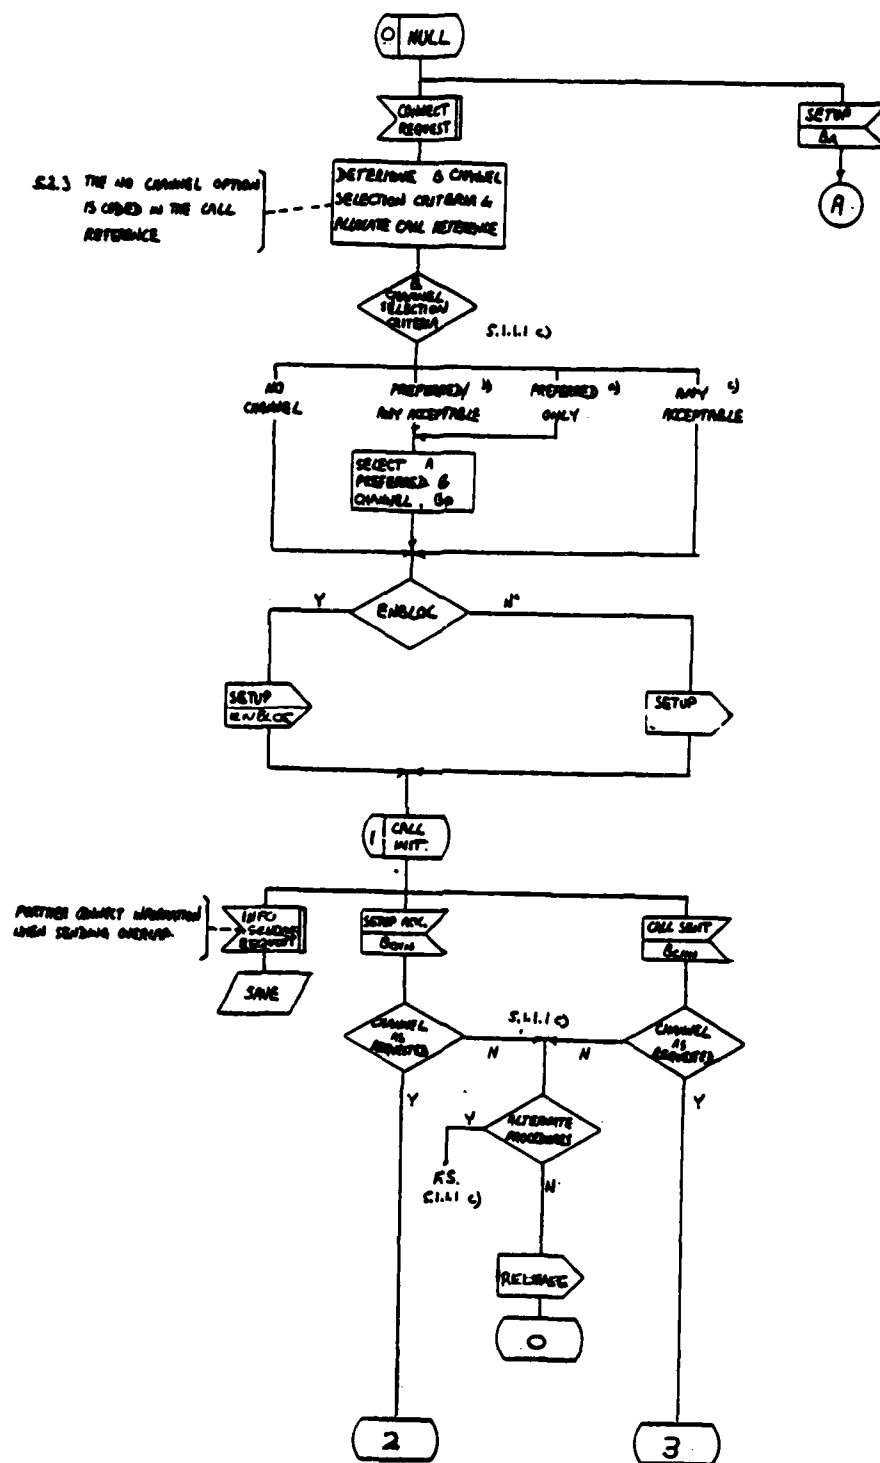 0 NULL
CONNECT
REQUEST
SETUP
BA
A
5.2.3 THE NO CHANNEL OPTION
IS CODED IN THE CALL
REFERENCE
DETERMINE B CHANNEL
SELECTION CRITERIA &
ALLOCATE CALL REFERENCE
B
CHANNEL
SELECTION
CRITERIA
5.1.1.1 c)
NO
CHANNEL
PREFERRED/ b)
ANY ACCEPTABLE
PREFERRED a)
ONLY
ANY c)
ACCEPTABLE
SELECT A
PREFERRED B
CHANNEL, BP
Y
ENBLOC
N
SETUP
ENBLOC
SETUP
1 CALL
INIT.
FURTHER CONNECT INFORMATION
WHEN SENDING OVERLAP
INFO
SENDING
REQUEST
SAVE
SETUP ACK.
CALL SENT
CHANNEL
AS
REQUESTED
N
5.1.1.1 c)
N
CHANNEL
AS
REQUESTED
Y
Y
Y
ALTERNATE
PROCEDURES
F.S.
5.1.1.1 c)
N
RELEASE
0
2
3